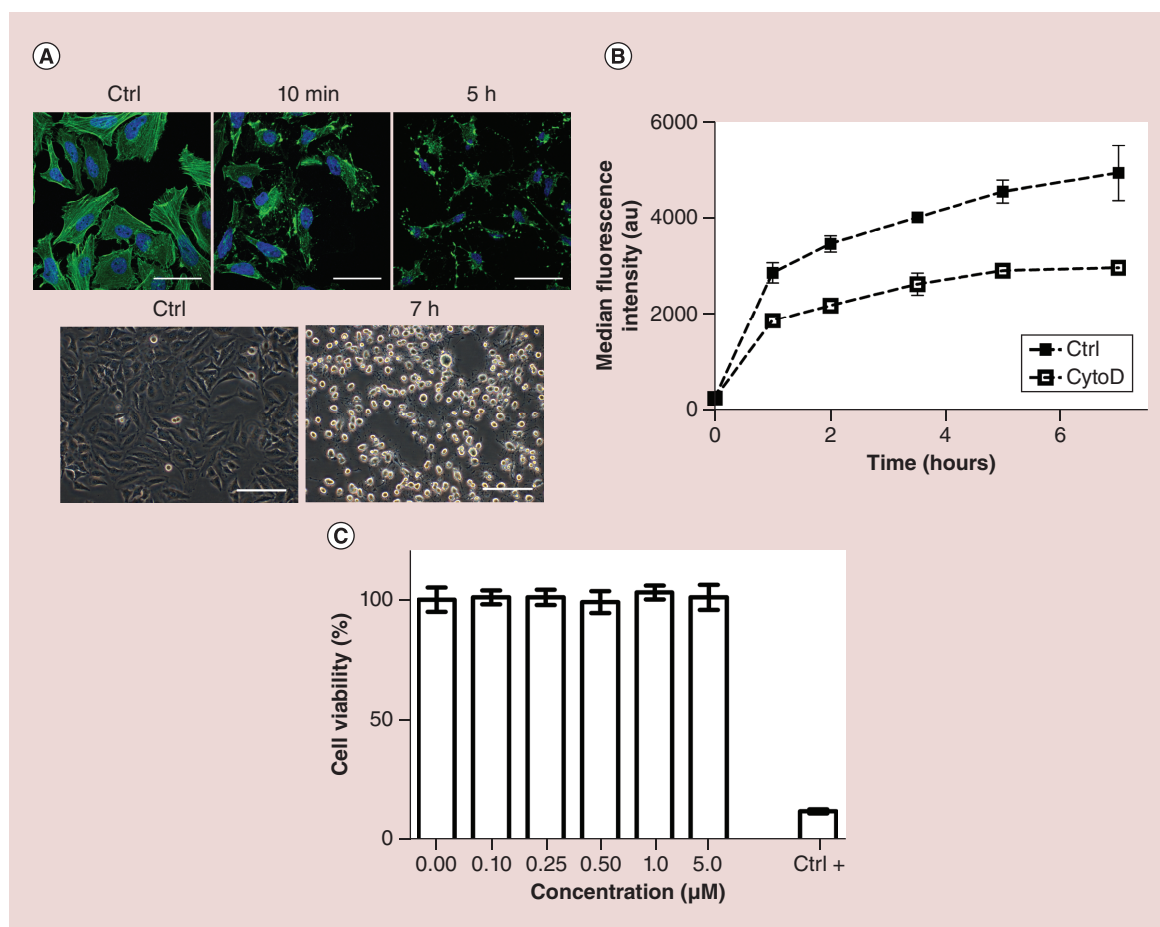 A
Ctrl 10 min 5 h
Ctrl 7 h
B
6000
4000
2000
0
Median fluorescence
intensity (au)
Ctrl
CytoD
0 2 4 6
Time (hours)
C
100
50
0
Cell viability (%)
0.00 0.10 0.25 0.50 1.0 5.0 Ctrl +
Concentration (µM)